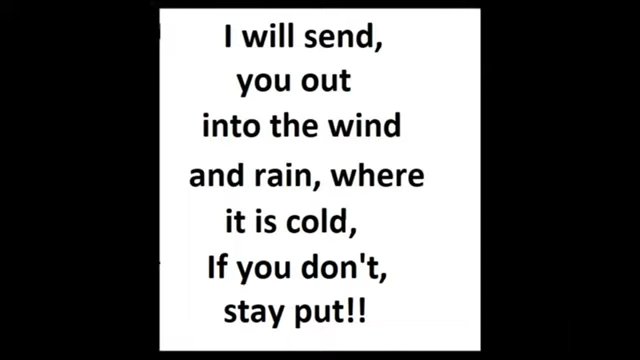 I will send,
you out
into the wind
and rain, where
it is cold,
If you don't,
stay put!!